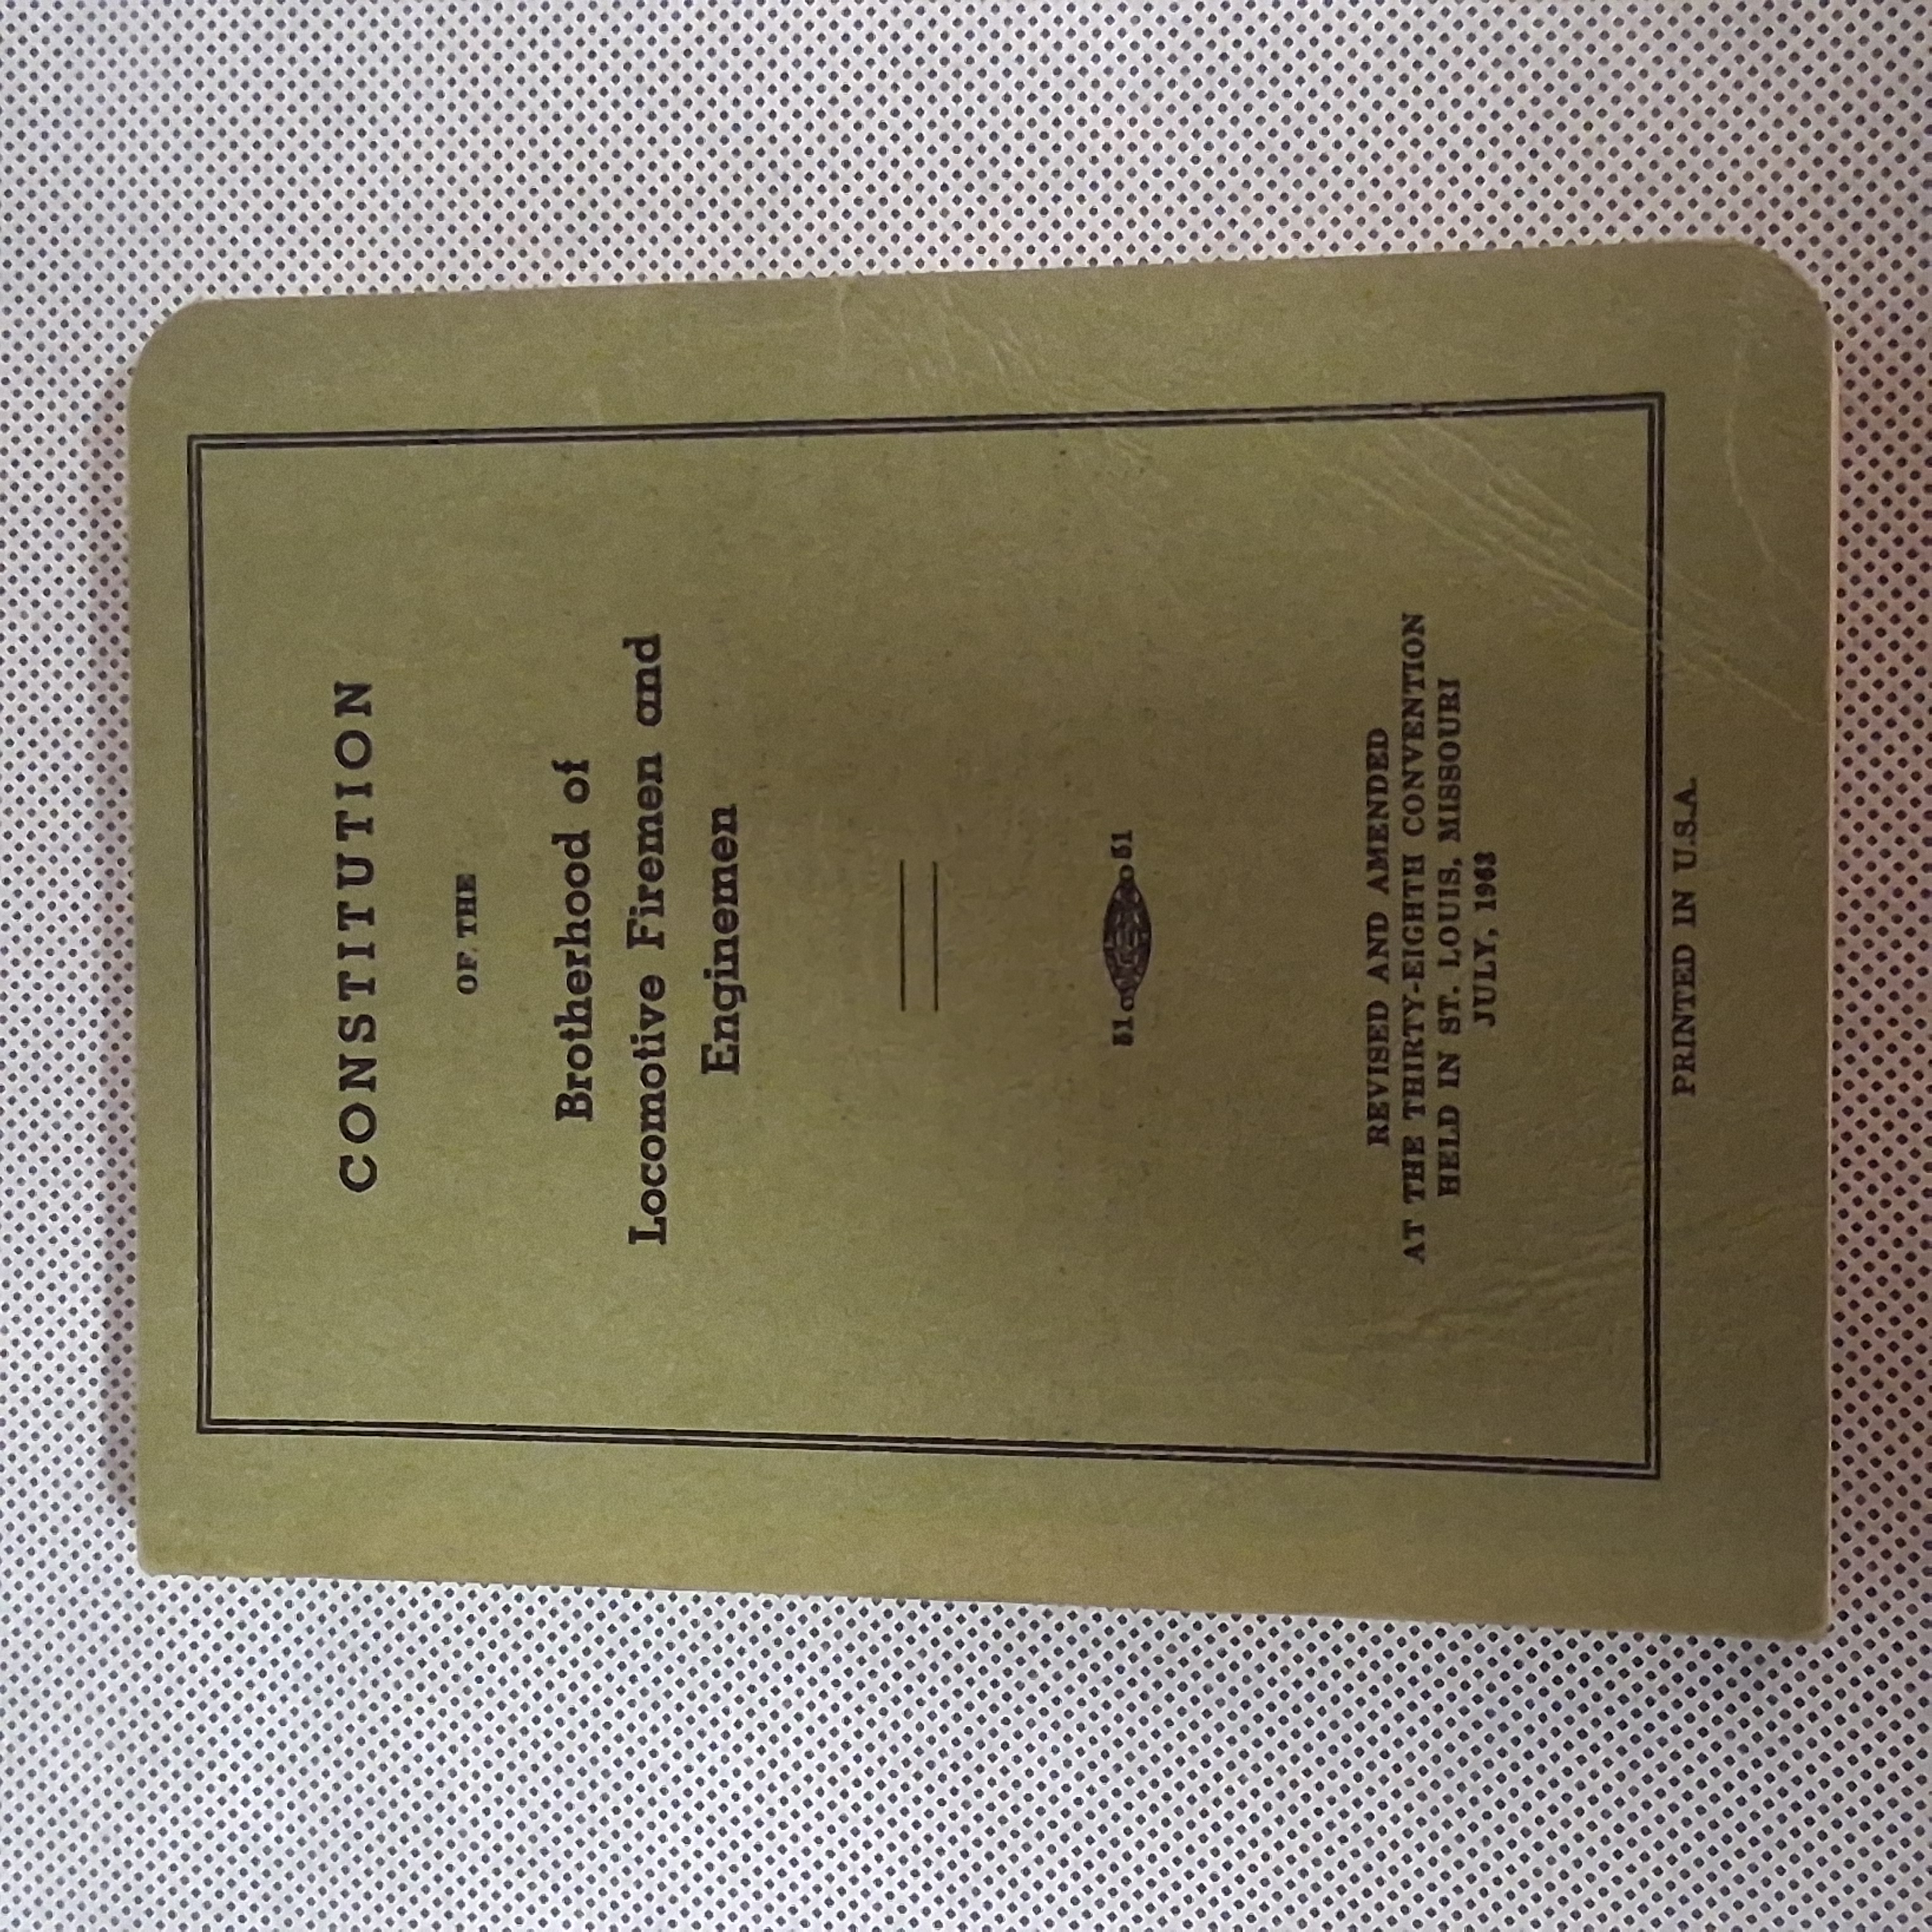 CONSTITUTION
OF THE
Brotherhood of
Locomotive Firemen and
Enginemen
51 51
REVISED AND AMENDED
AT THE THIRTY-EIGHTH CONVENTION
HELD IN ST. LOUIS, MISSOURI
JULY, 1963
PRINTED IN U.S.A.